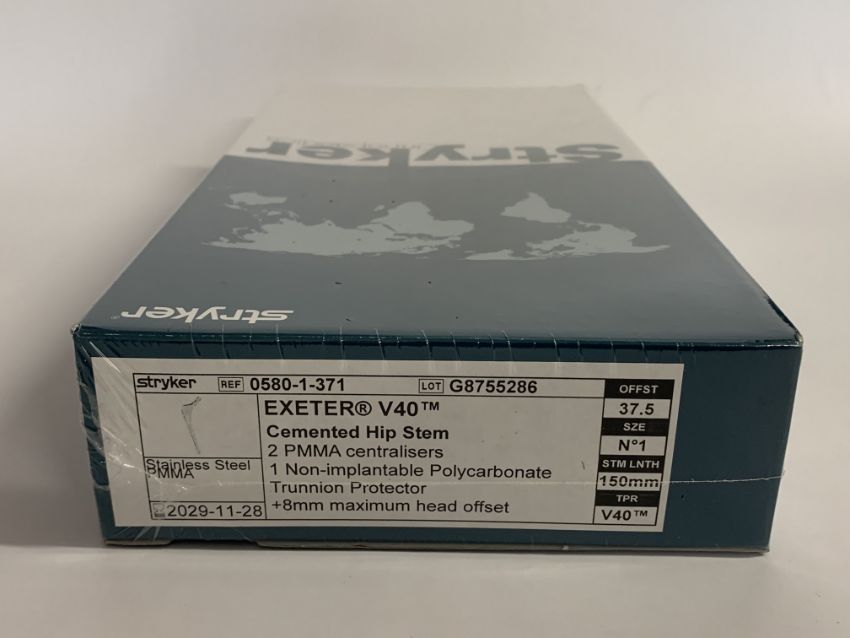 stryker
stryker®
stryker REF 0580-1-371 LOT G8755286
EXETER® V40™
Cemented Hip Stem
2 PMMA centralisers
1 Non-implantable Polycarbonate
Trunnion Protector
+8mm maximum head offset
Stainless Steel
PMMA
2029-11-28
OFFST
37.5
SZE
N°1
STM LNTH
150mm
TPR
V40™